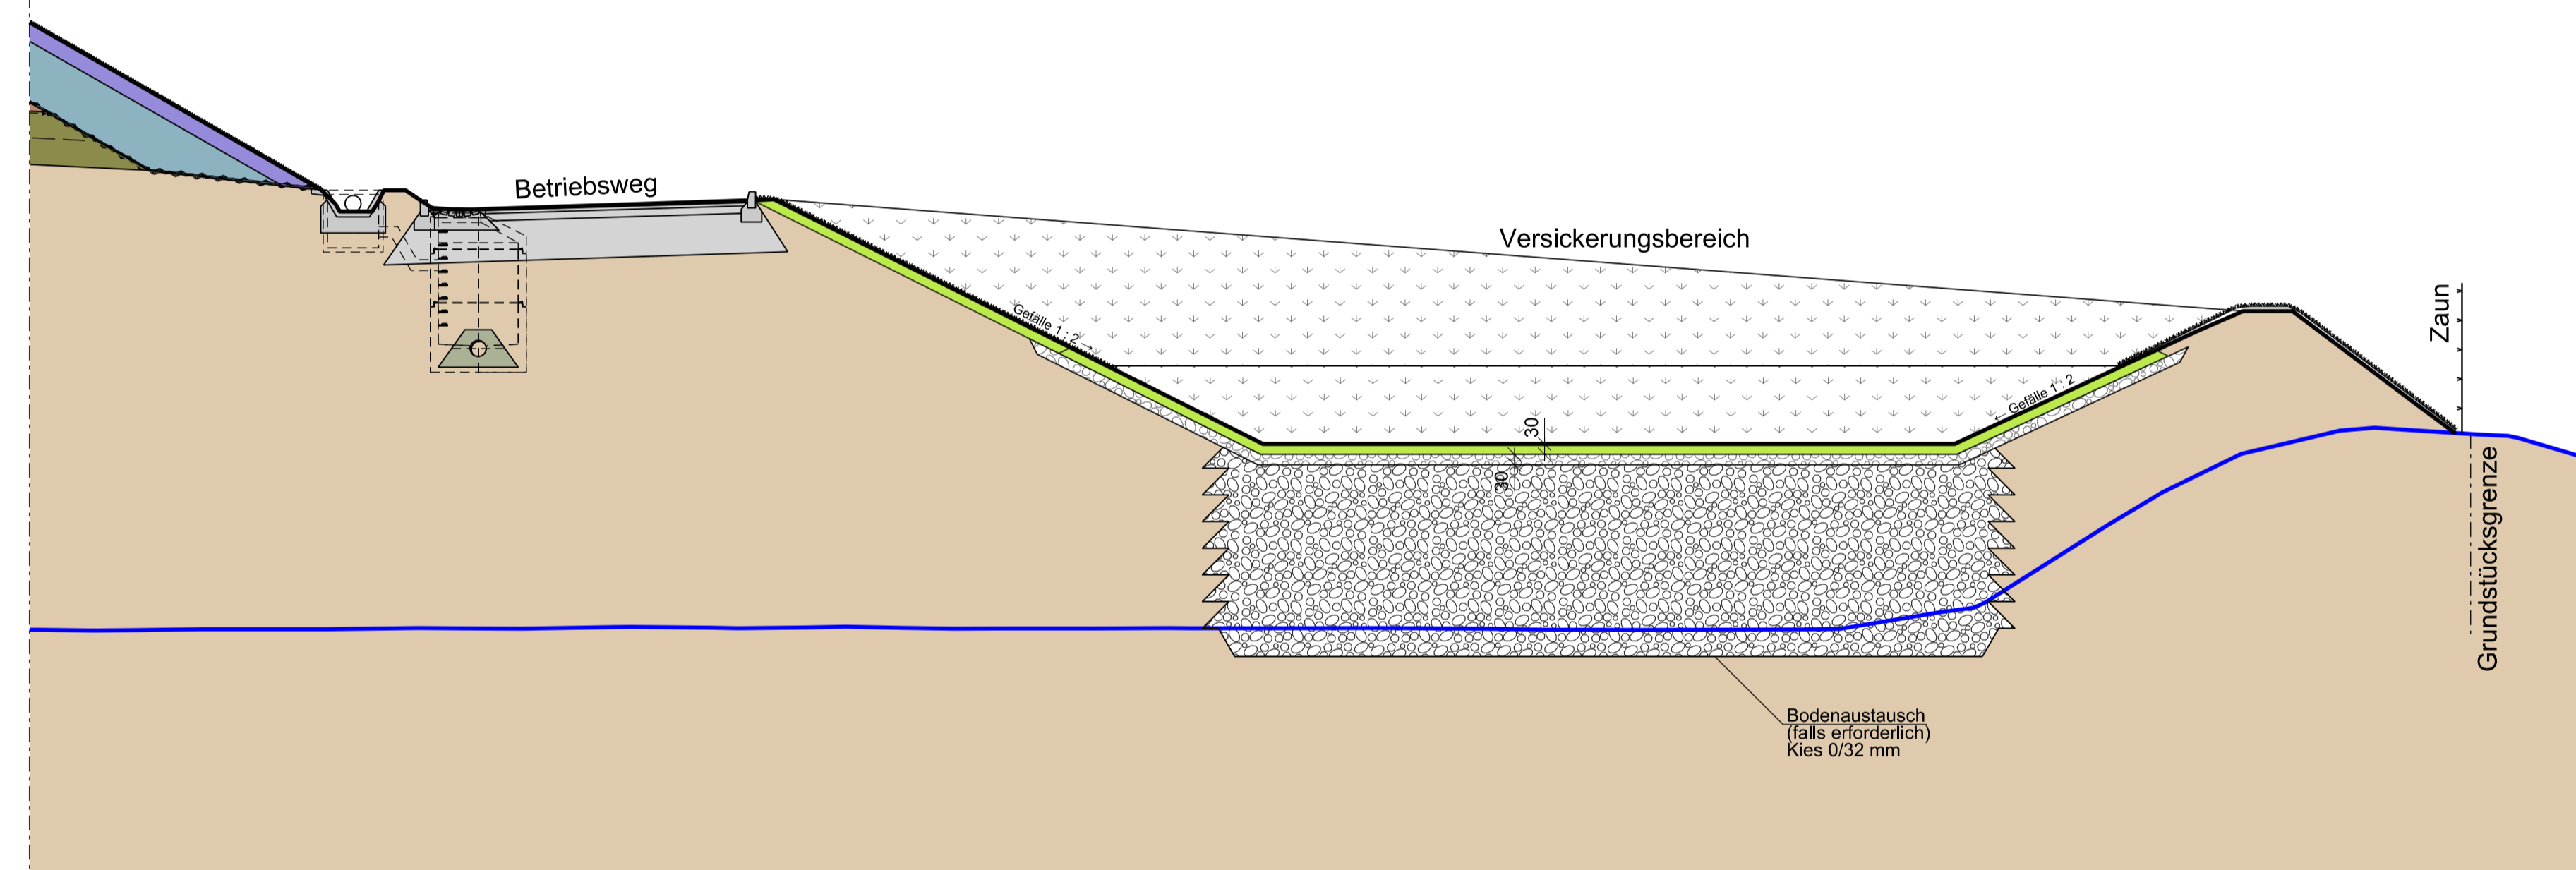 Betriebsweg
Versickerungsbereich
Zaun
Gefälle 1 : 2 →
← Gefälle 1 : 2
30
30
Grundstücksgrenze
Bodenaustausch
(falls erforderlich)
Kies 0/32 mm